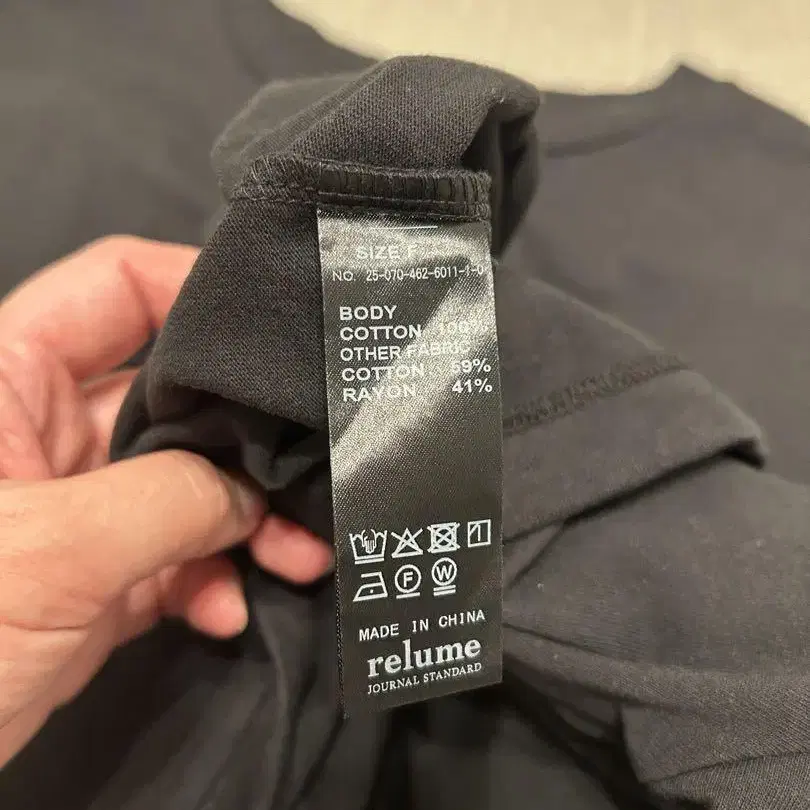 SIZE F
NO. 25-070-462-6011-1-0
BODY
COTTON 100%
OTHER FABRIC
COTTON 59%
RAYON 41%
F W
MADE IN CHINA
relume
JOURNAL STANDARD